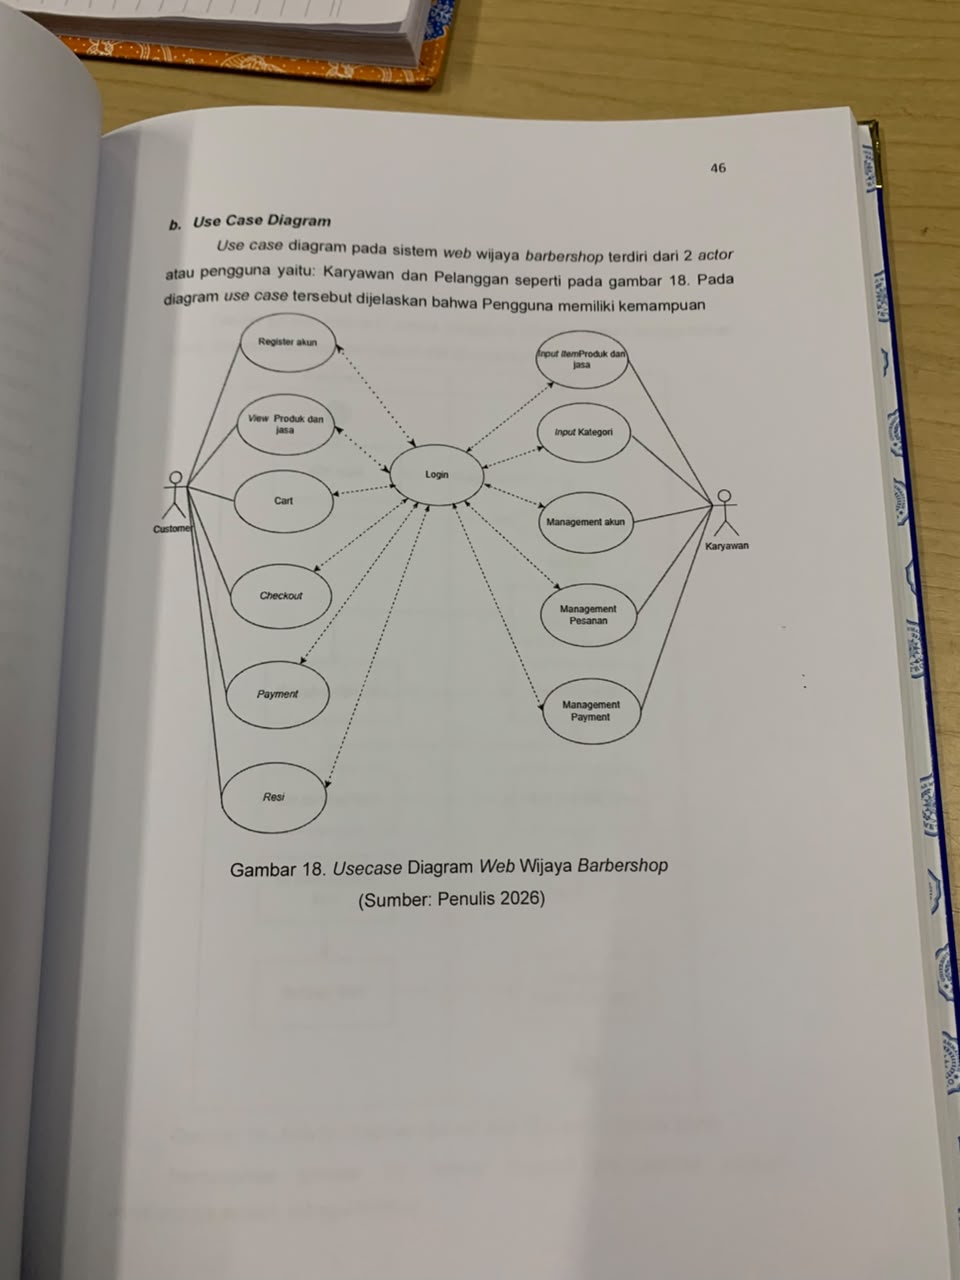 46
b. Use Case Diagram
Use case diagram pada sistem web wijaya barbershop terdiri dari 2 actor
atau pengguna yaitu: Karyawan dan Pelanggan seperti pada gambar 18. Pada
diagram use case tersebut dijelaskan bahwa Pengguna memiliki kemampuan
Register akun
View Produk dan
jasa
Cart
Checkout
Payment
Resi
Customer
Login
Input ItemProduk dan
jasa
Input Kategori
Management akun
Management
Pesanan
Management
Payment
Karyawan
Gambar 18. Usecase Diagram Web Wijaya Barbershop
(Sumber: Penulis 2026)